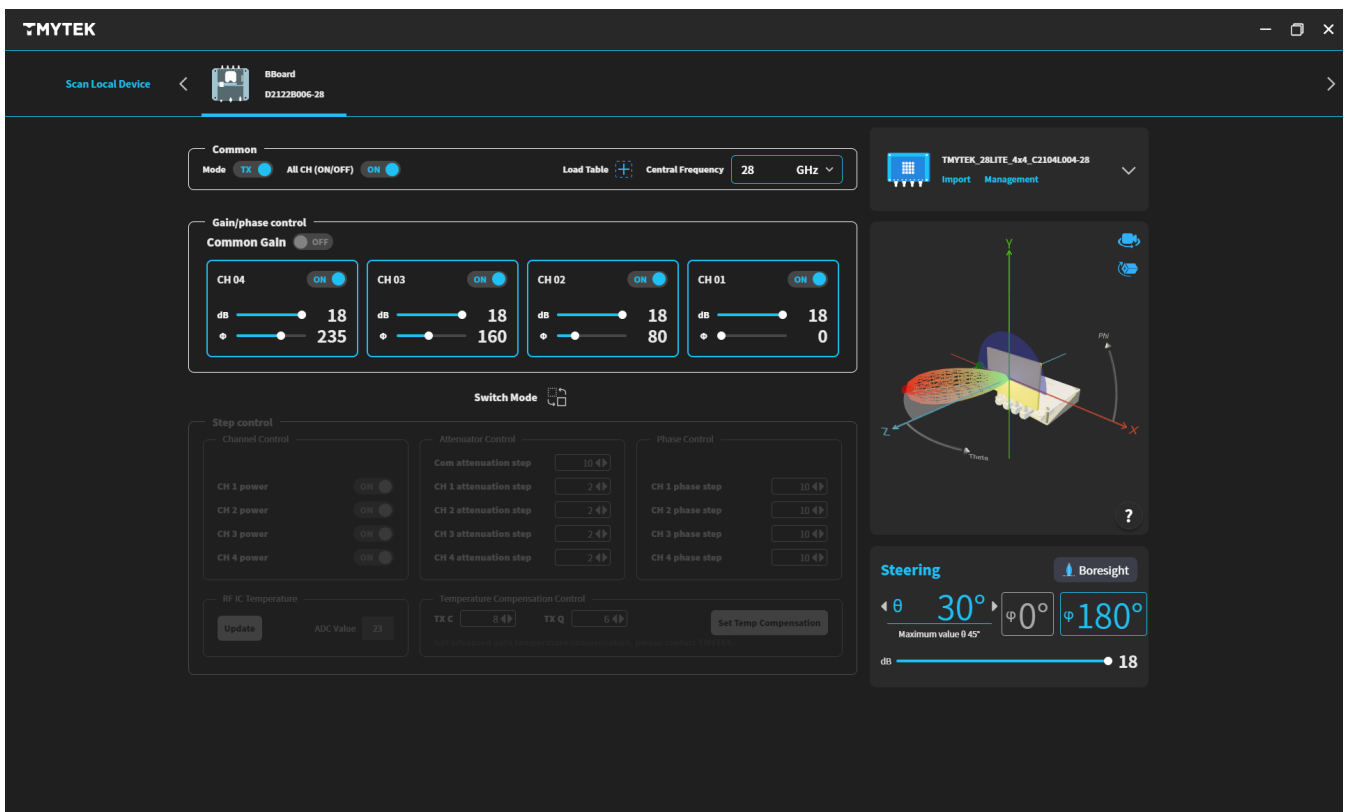 TMYTEK
Scan Local Device
BBoard
D2122B006-28
Common
Mode TX All CH (ON/OFF) ON Load Table Central Frequency 28 GHz
TMYTEK_28LITE_4x4_C2104L004-28
Import Management
Gain/phase control
Common Gain OFF
CH 04 ON CH 03 ON CH 02 ON CH 01 ON
dB 18 dB 18 dB 18 dB 18
Φ 235 Φ 160 Φ 80 Φ 0
Y
Phi
X
Z
Theta
?
Switch Mode
Step control
Channel Control Attenuator Control Phase Control
Com attenuation step 10
CH 1 power ON CH 1 attenuation step 2 CH 1 phase step 10
CH 2 power ON CH 2 attenuation step 2 CH 2 phase step 10
CH 3 power ON CH 3 attenuation step 2 CH 3 phase step 10
CH 4 power ON CH 4 attenuation step 2 CH 4 phase step 10
RF IC Temperature Temperature Compensation Control
Update ADC Value 23 TX C 8 TX Q 6 Set Temp Compensation
Steering Boresight
θ 30° φ 0° φ 180°
Maximum value θ 45°
dB 18